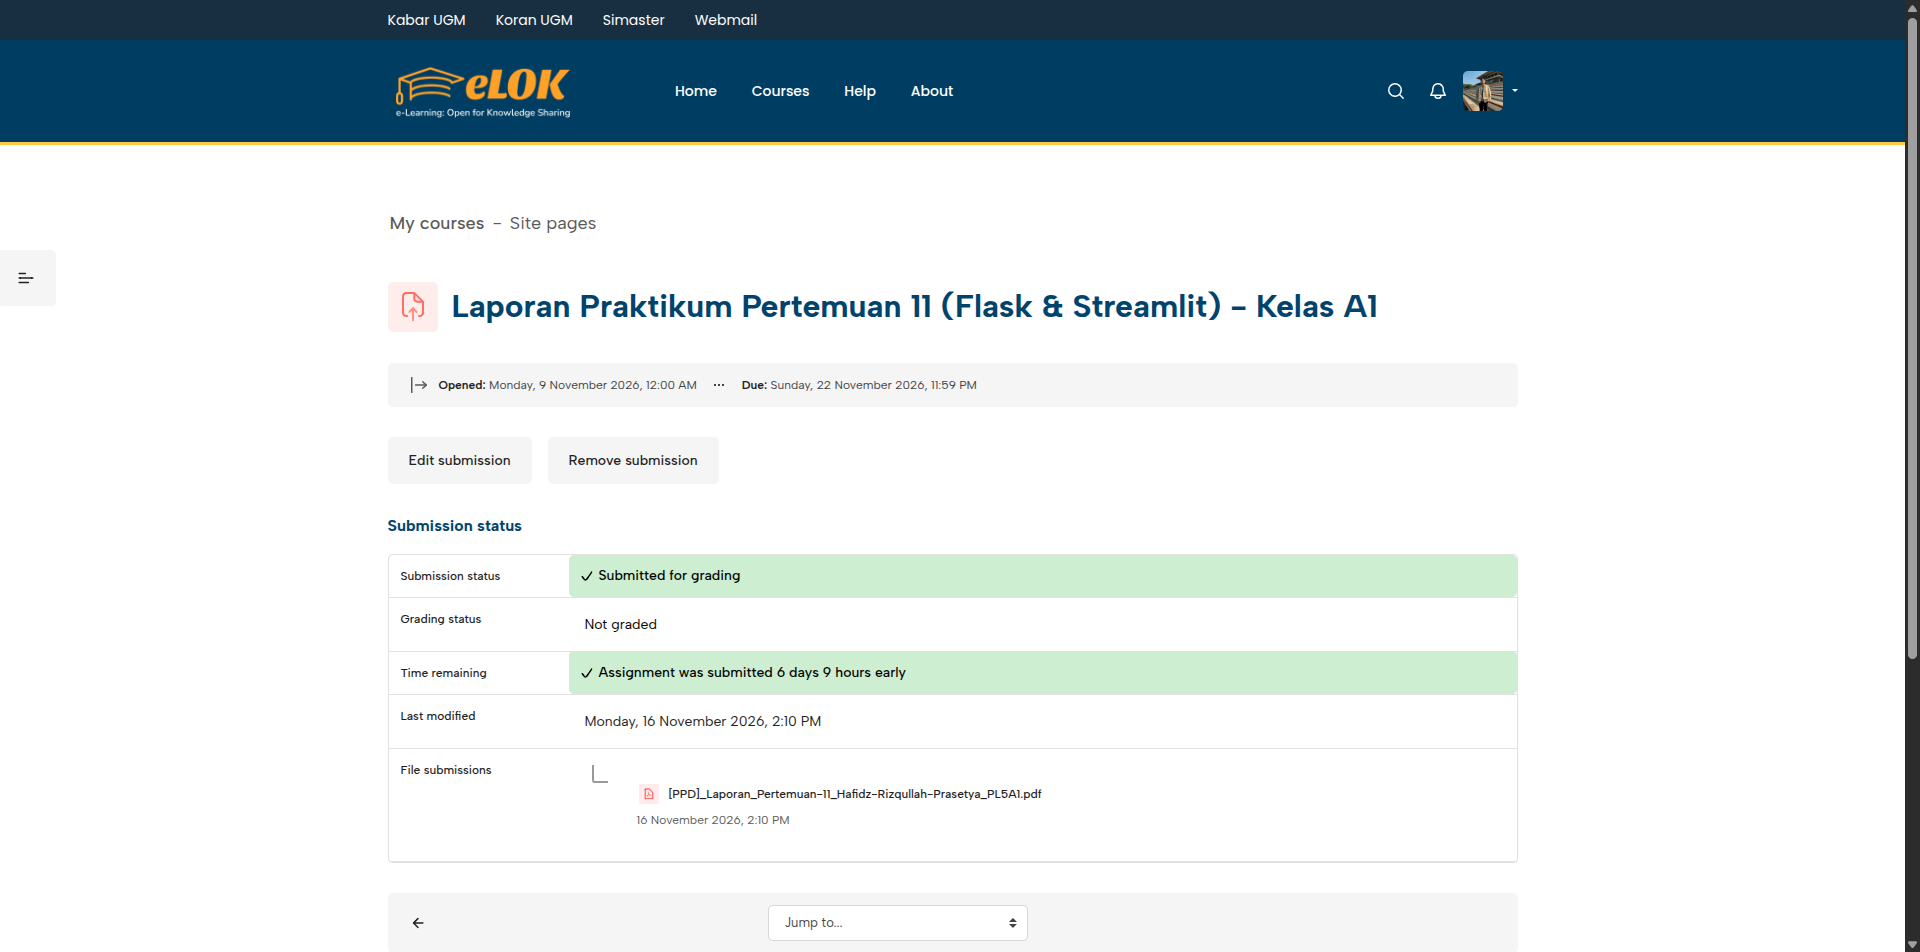 Kabar UGM Koran UGM Simaster Webmail
eLOK
e-Learning: Open for Knowledge Sharing
Home Courses Help About
My courses - Site pages
Laporan Praktikum Pertemuan 11 (Flask & Streamlit) - Kelas A1
Opened: Monday, 9 November 2026, 12:00 AM ··· Due: Sunday, 22 November 2026, 11:59 PM
Edit submission Remove submission
Submission status
Submission status ✓ Submitted for grading
Grading status Not graded
Time remaining ✓ Assignment was submitted 6 days 9 hours early
Last modified Monday, 16 November 2026, 2:10 PM
File submissions
[PPD]_Laporan_Pertemuan-11_Hafidz-Rizqullah-Prasetya_PL5A1.pdf
16 November 2026, 2:10 PM
Jump to...